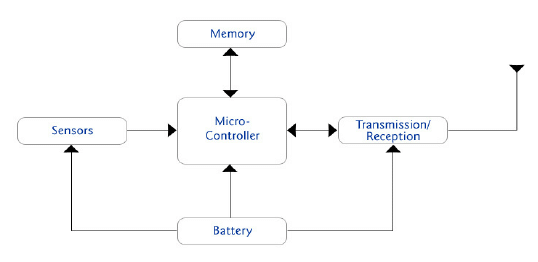 Memory
Micro-
Controller
Sensors
Transmission/
Reception
Battery